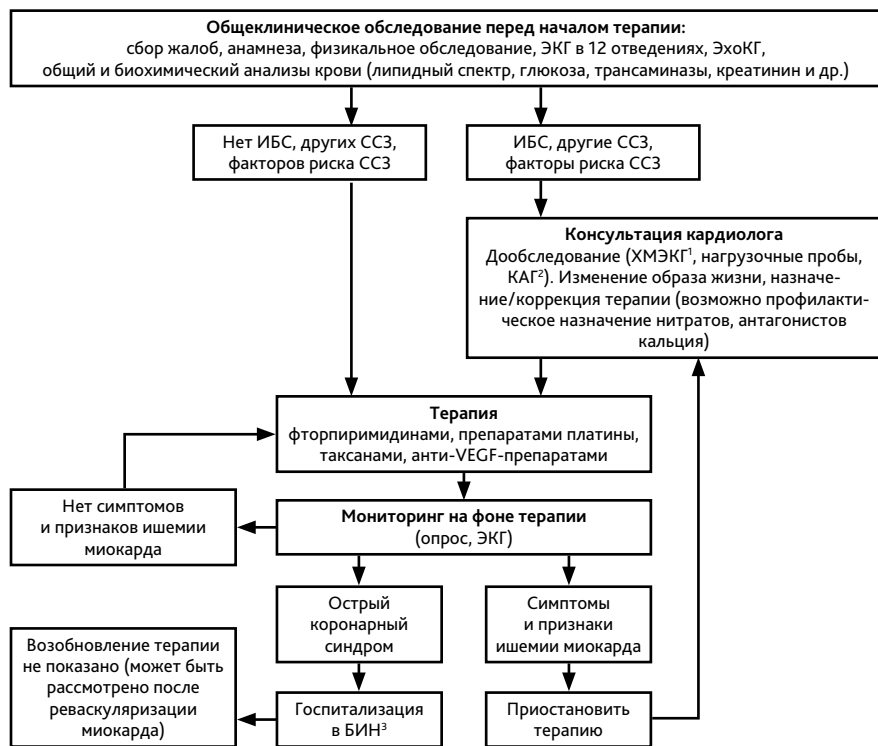 Общеклиническое обследование перед началом терапии:
сбор жалоб, анамнеза, физикальное обследование, ЭКГ в 12 отведениях, ЭхоКГ,
общий и биохимический анализы крови (липидный спектр, глюкоза, трансаминазы, креатинин и др.)
Нет ИБС, других ССЗ,
факторов риска ССЗ
ИБС, другие ССЗ,
факторы риска ССЗ
Консультация кардиолога
Дообследование (ХМЭКГ¹, нагрузочные пробы,
КАГ²). Изменение образа жизни, назначе-
ние/коррекция терапии (возможно профилакти-
ческое назначение нитратов, антагонистов
кальция)
Терапия
фторпиримидинами, препаратами платины,
таксанами, анти-VEGF-препаратами
Нет симптомов
и признаков ишемии
миокарда
Мониторинг на фоне терапии
(опрос, ЭКГ)
Острый
коронарный
синдром
Симптомы
и признаки
ишемии миокарда
Возобновление терапии
не показано (может быть
рассмотрено после
реваскуляризации
миокарда)
Госпитализация
в БИН³
Приостановить
терапию